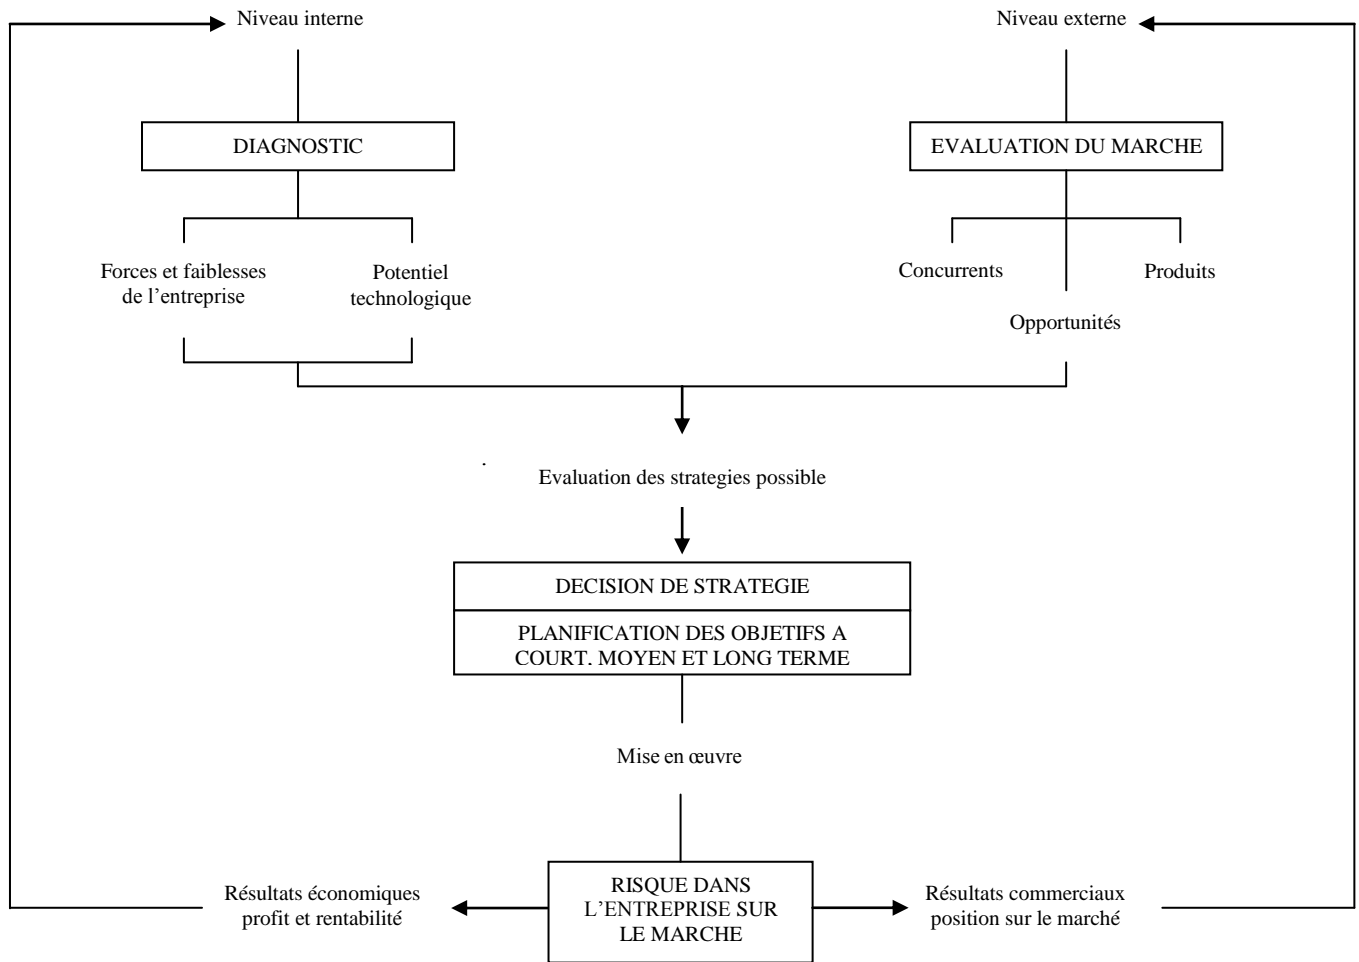 Niveau interne
Niveau externe
DIAGNOSTIC
EVALUATION DU MARCHE
Forces et faiblesses
de l’entreprise
Potentiel
technologique
Concurrents
Produits
Opportunités
.
Evaluation des strategies possible
DECISION DE STRATEGIE
PLANIFICATION DES OBJETIFS A
COURT, MOYEN ET LONG TERME
Mise en œuvre
Résultats économiques
profit et rentabilité
RISQUE DANS
L’ENTREPRISE SUR
LE MARCHE
Résultats commerciaux
position sur le marché